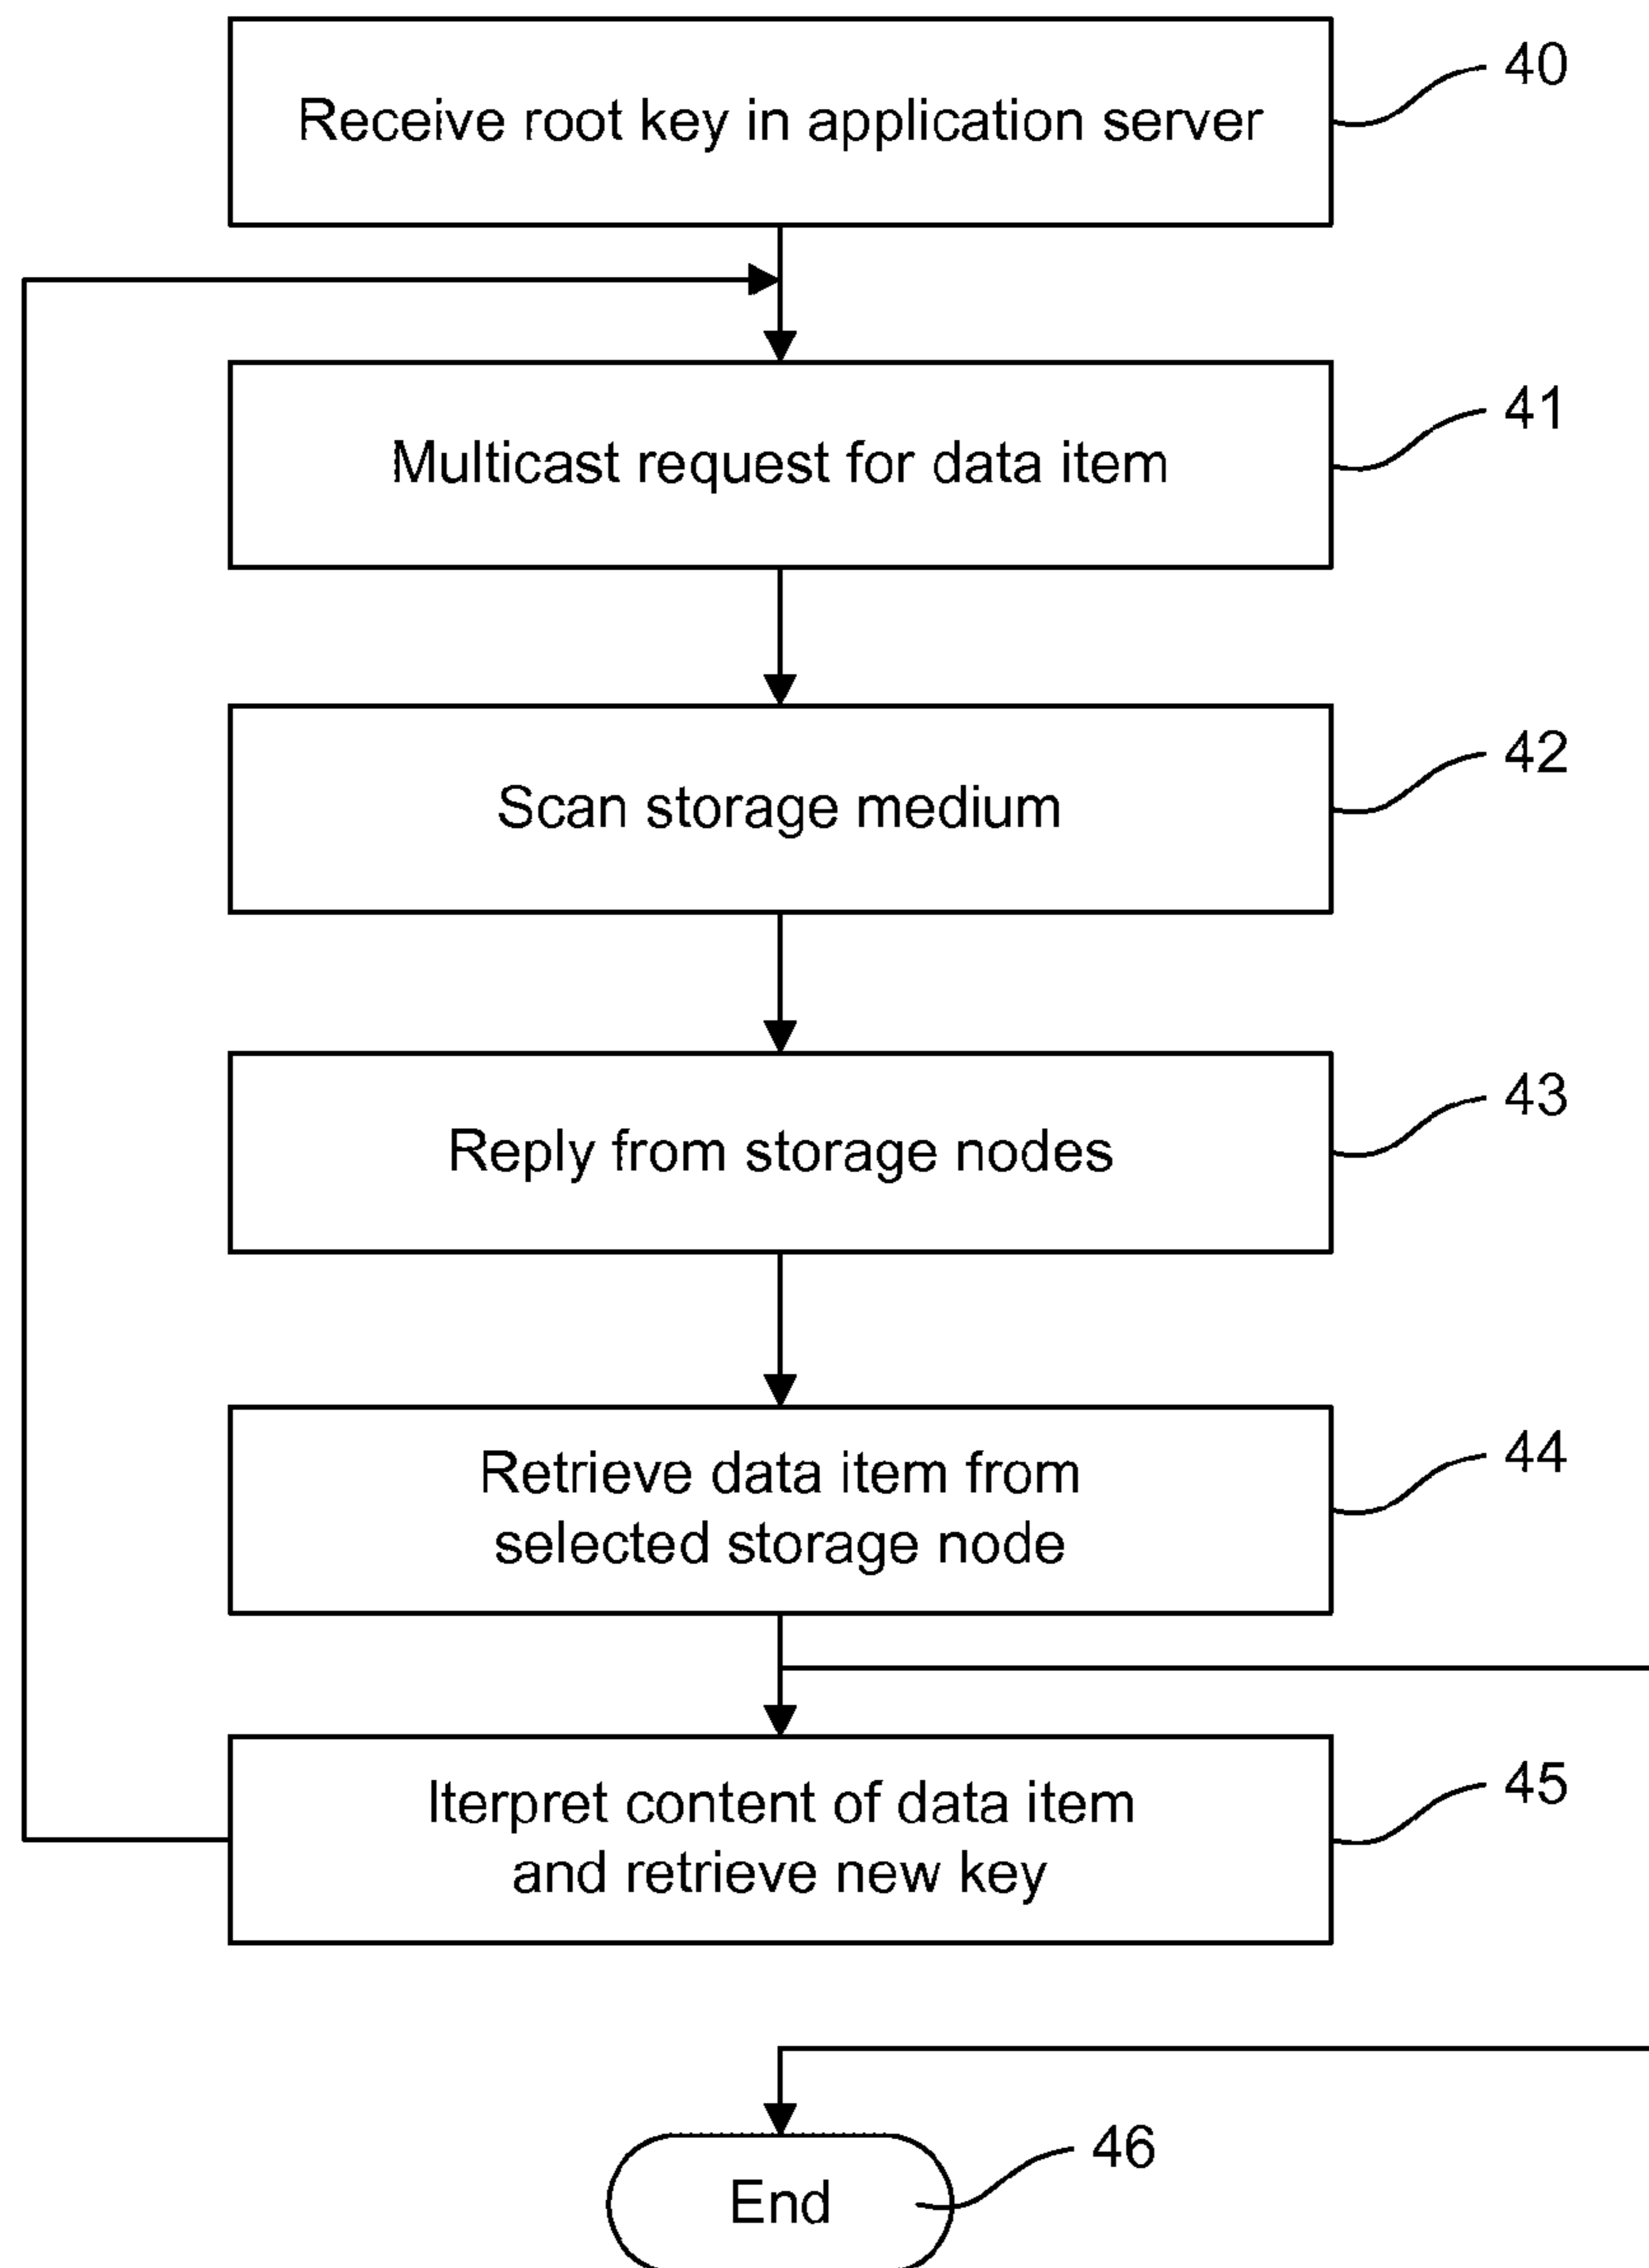 Receive root key in application server
40
Multicast request for data item
41
Scan storage medium
42
Reply from storage nodes
43
Retrieve data item from
selected storage node
44
Iterpret content of data item
and retrieve new key
45
End
46